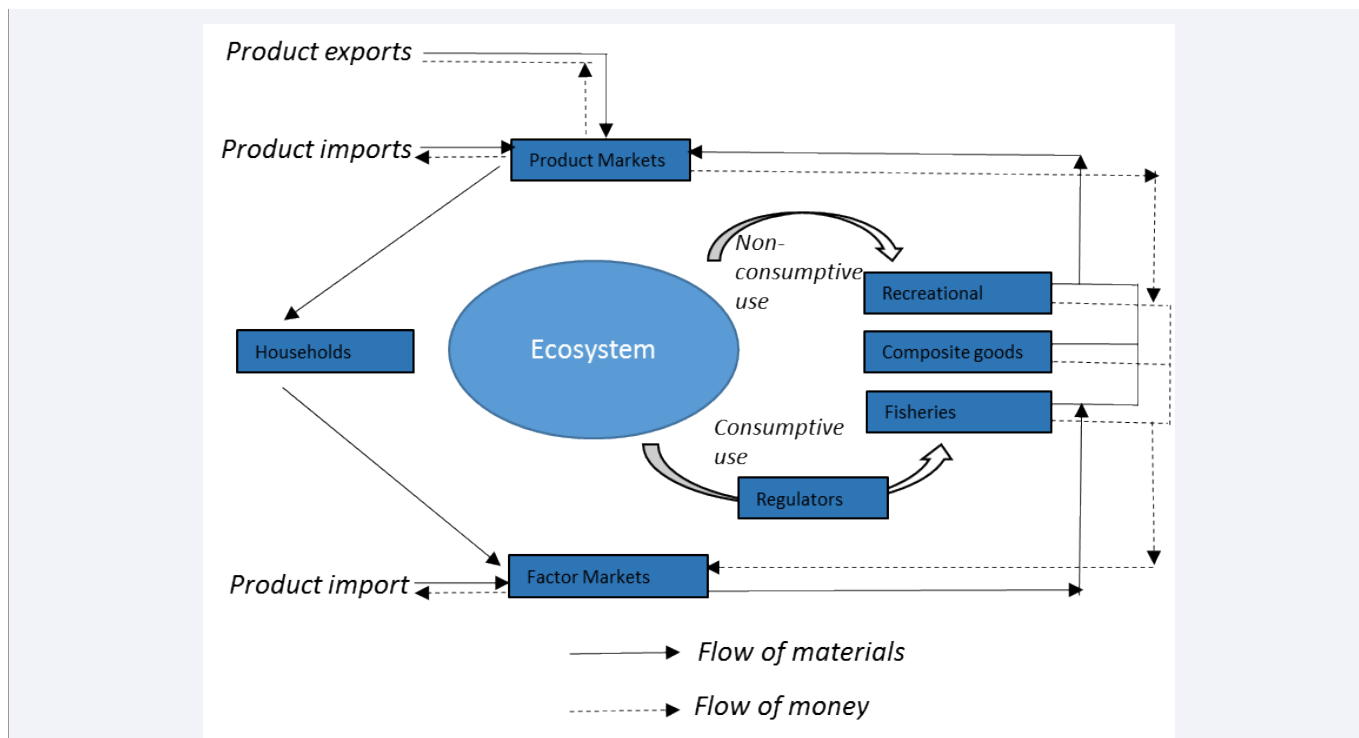 Product exports
Product imports
Product Markets
Non-
consumptive
use
Recreational
Households
Ecosystem
Composite goods
Fisheries
Consumptive
use
Regulators
Product import
Factor Markets
Flow of materials
Flow of money